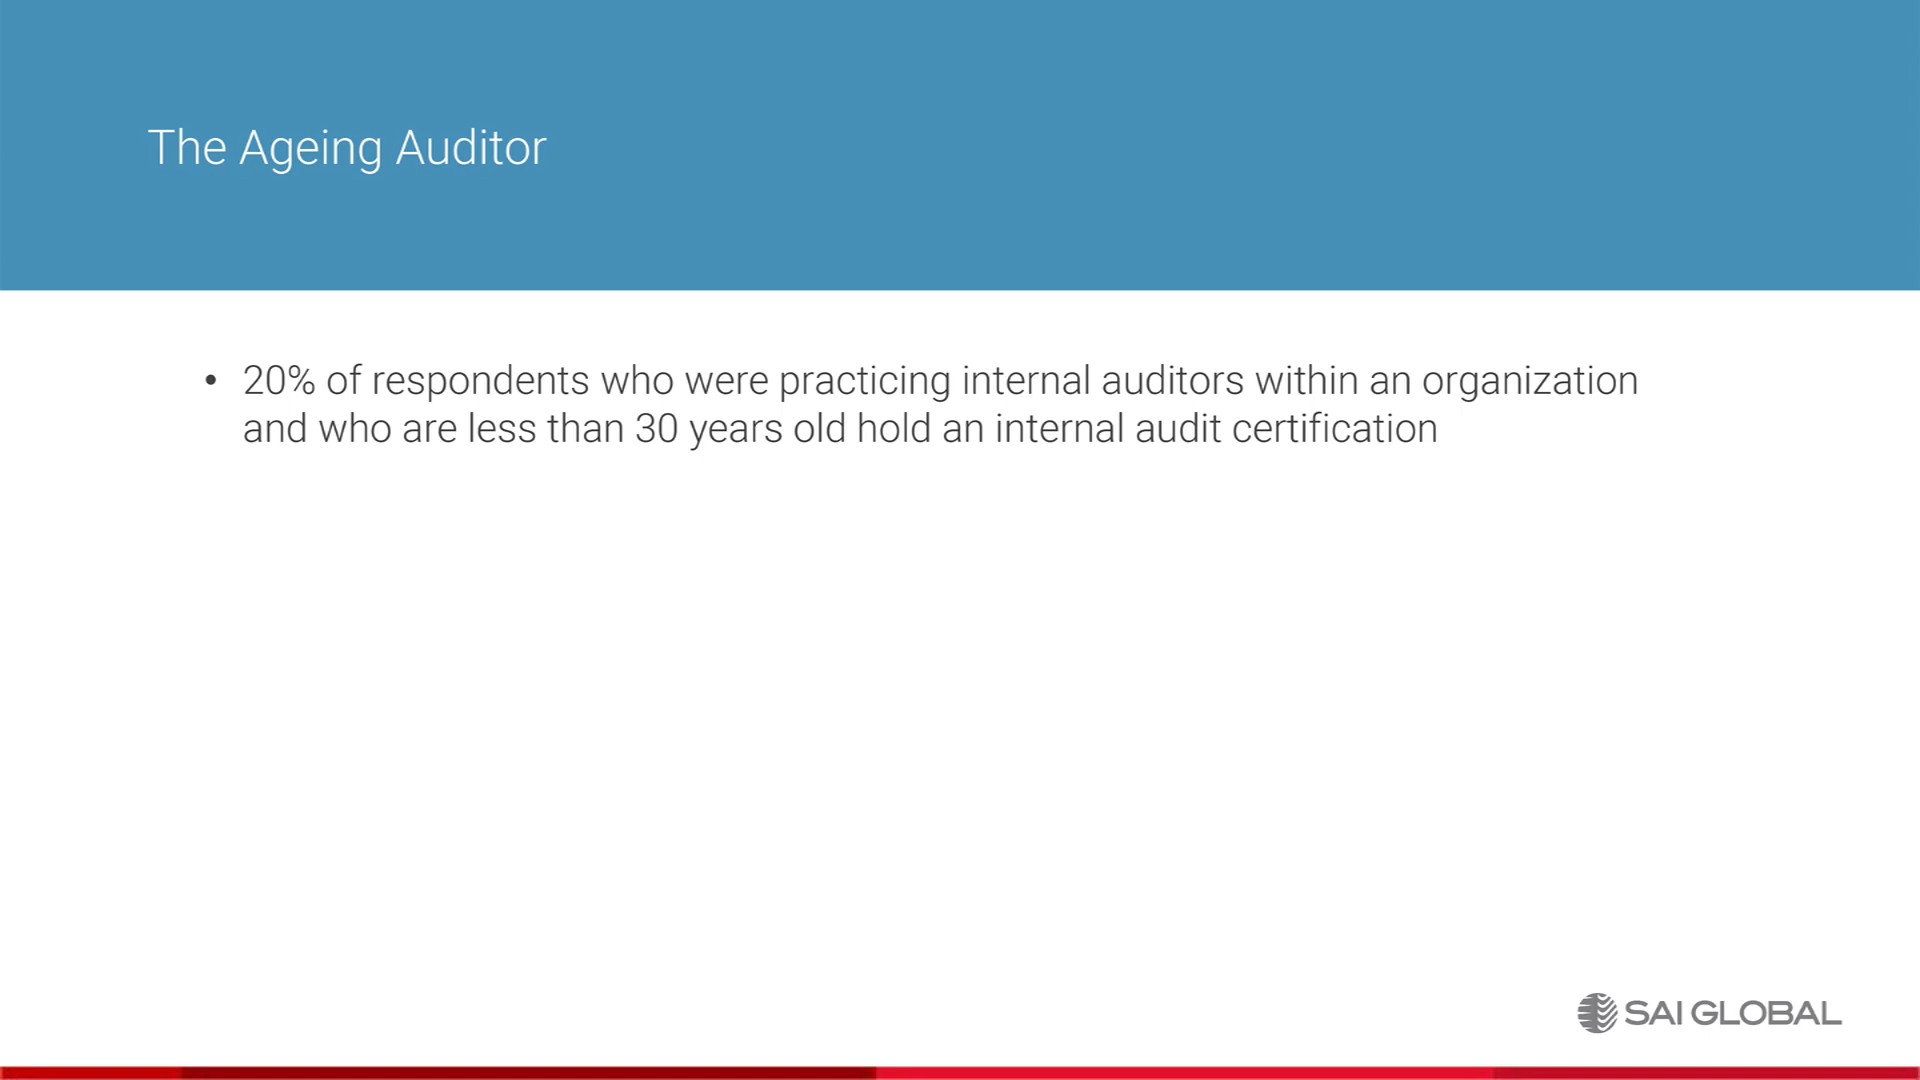 The Ageing Auditor
• 20% of respondents who were practicing internal auditors within an organization
and who are less than 30 years old hold an internal audit certification
SAI GLOBAL